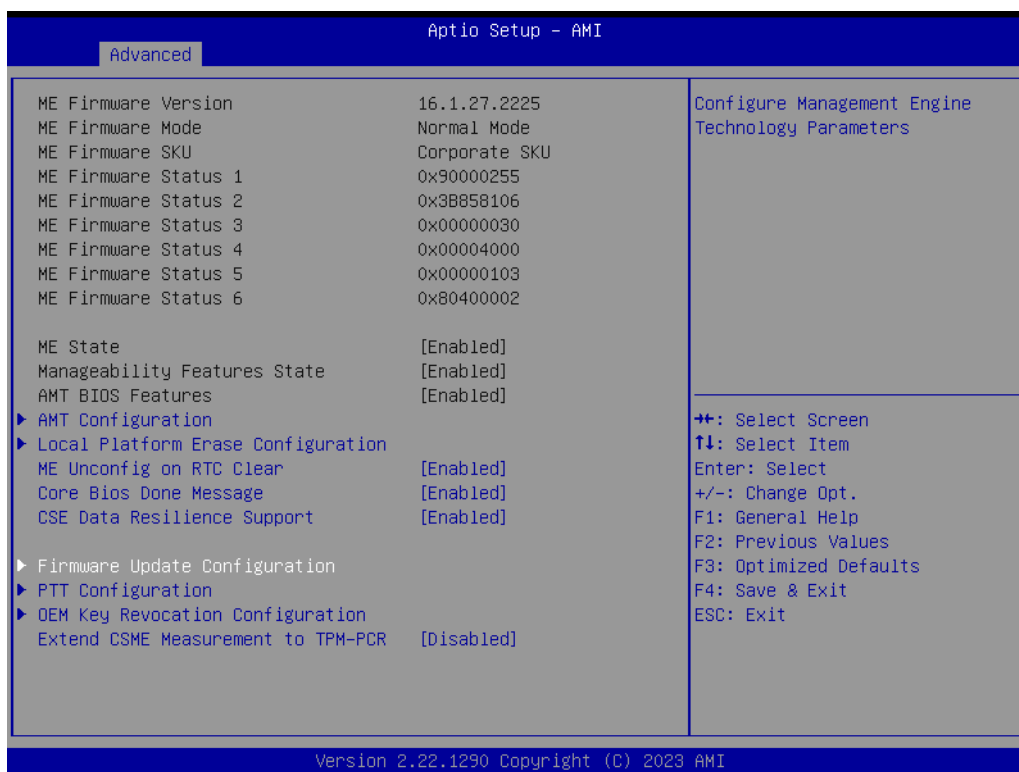 Aptio Setup - AMI
Advanced
ME Firmware Version 16.1.27.2225
ME Firmware Mode Normal Mode
ME Firmware SKU Corporate SKU
ME Firmware Status 1 0x90000255
ME Firmware Status 2 0x3B858106
ME Firmware Status 3 0x00000030
ME Firmware Status 4 0x00004000
ME Firmware Status 5 0x00000103
ME Firmware Status 6 0x80400002
ME State [Enabled]
Manageability Features State [Enabled]
AMT BIOS Features [Enabled]
AMT Configuration
Local Platform Erase Configuration
ME Unconfig on RTC Clear [Enabled]
Core Bios Done Message [Enabled]
CSE Data Resilience Support [Enabled]
Firmware Update Configuration
PTT Configuration
OEM Key Revocation Configuration
Extend CSME Measurement to TPM-PCR [Disabled]
Configure Management Engine
Technology Parameters
→←: Select Screen
↑↓: Select Item
Enter: Select
+/-: Change Opt.
F1: General Help
F2: Previous Values
F3: Optimized Defaults
F4: Save & Exit
ESC: Exit
Version 2.22.1290 Copyright (C) 2023 AMI